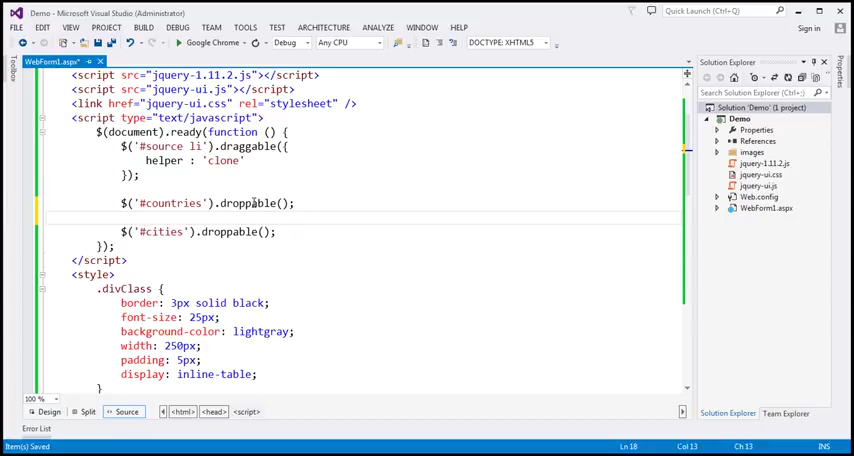 Demo - Microsoft Visual Studio (Administrator)
Quick Launch (Ctrl+Q)
FILE EDIT VIEW PROJECT BUILD DEBUG TEAM TOOLS TEST ARCHITECTURE ANALYZE WINDOW HELP
Sign in
Google Chrome Debug Any CPU DOCTYPE: XHTML5
Toolbox
WebForm1.aspx*
<script src="jquery-1.11.2.js"></script>
<script src="jquery-ui.js"></script>
<link href="jquery-ui.css" rel="stylesheet" />
<script type="text/javascript">
$(document).ready(function () {
$('#source li').draggable({
helper : 'clone'
});
$('#countries').droppable();
$('#cities').droppable();
});
</script>
<style>
.divClass {
border: 3px solid black;
font-size: 25px;
background-color: lightgray;
width: 250px;
padding: 5px;
display: inline-table;
}
100 %
Design Split Source <html> <head> <script>
Error List
Solution Explorer
Search Solution Explorer (Ctrl+;)
Solution 'Demo' (1 project)
Demo
Properties
References
images
jquery-1.11.2.js
jquery-ui.css
jquery-ui.js
Web.config
WebForm1.aspx
Solution Explorer Team Explorer
Properties
Item(s) Saved Ln 18 Col 13 Ch 13 INS